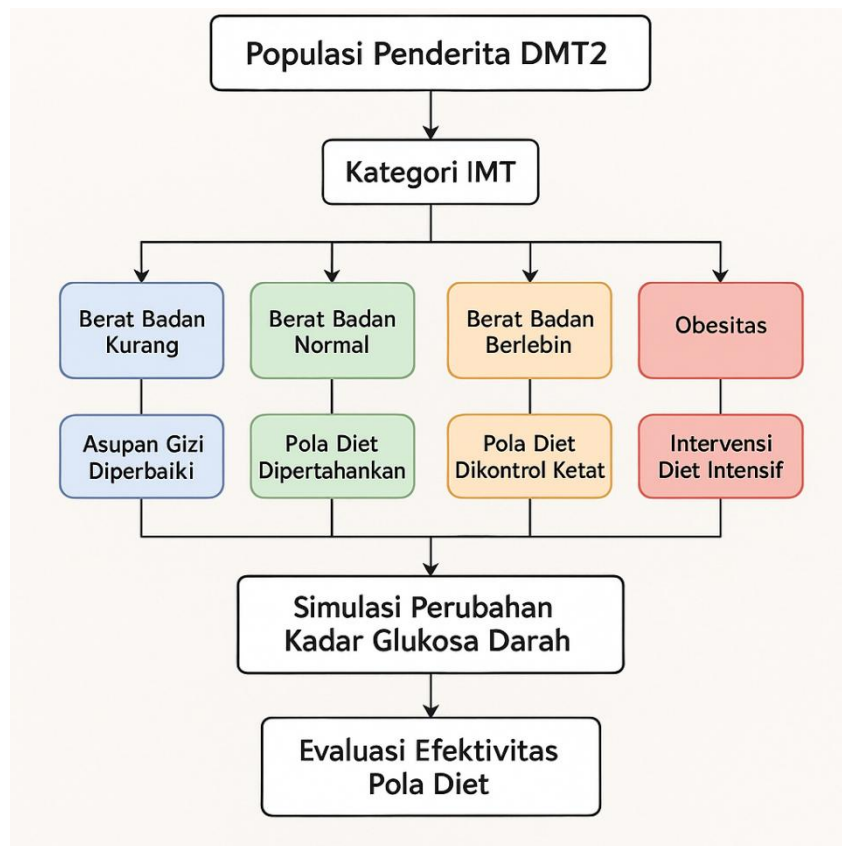 Populasi Penderita DMT2
Kategori IMT
Berat Badan
Kurang
Berat Badan
Normal
Berat Badan
Berlebin
Obesitas
Asupan Gizi
Diperbaiki
Pola Diet
Dipertahankan
Pola Diet
Dikontrol Ketat
Intervensi
Diet Intensif
Simulasi Perubahan
Kadar Glukosa Darah
Evaluasi Efektivitas
Pola Diet